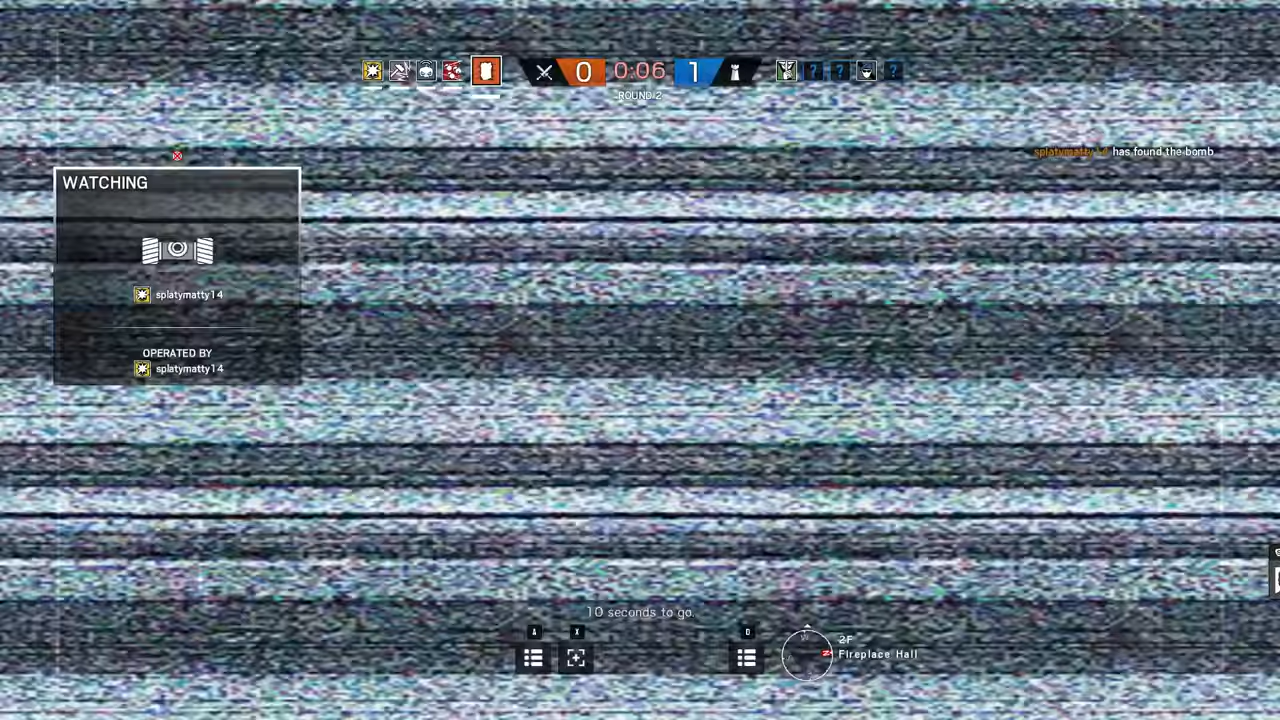 0 0:06 1
ROUND 2
? ? ?
splatymatty14 has found the bomb
WATCHING
splatymatty14
OPERATED BY
splatymatty14
10 seconds to go.
A X D
W
2F
Fireplace Hall